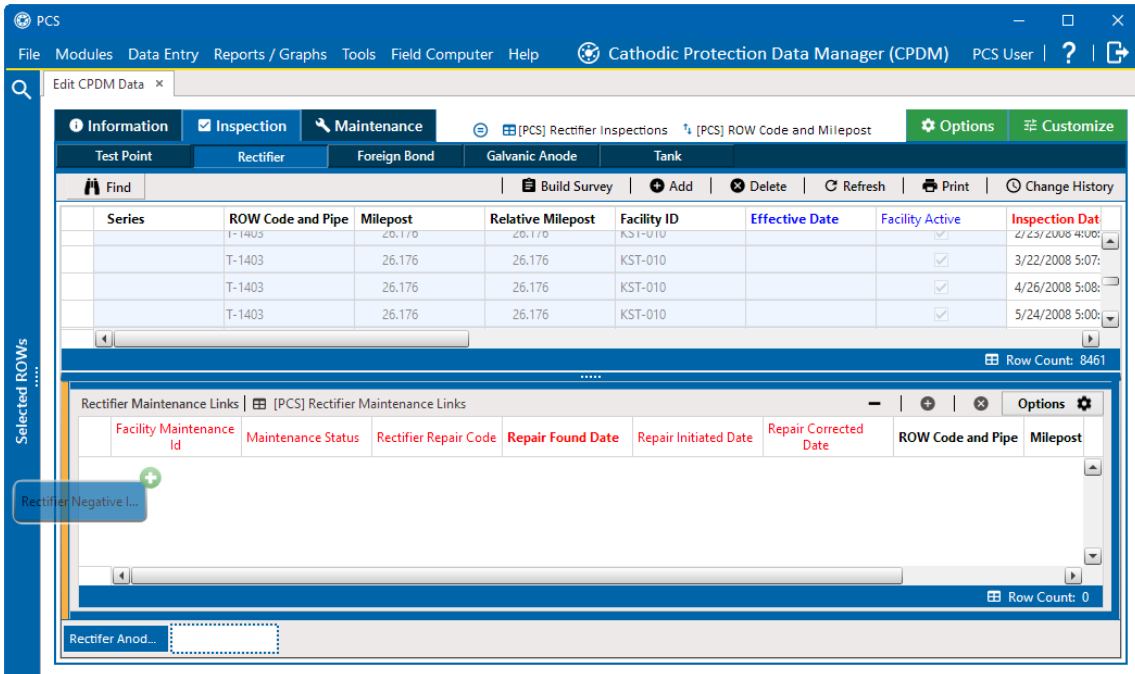 PCS
File Modules Data Entry Reports / Graphs Tools Field Computer Help Cathodic Protection Data Manager (CPDM) PCS User | ? |
Edit CPDM Data ×
Information Inspection Maintenance [PCS] Rectifier Inspections [PCS] ROW Code and Milepost Options Customize
Test Point Rectifier Foreign Bond Galvanic Anode Tank
Find | Build Survey | Add | Delete | Refresh | Print | Change History
Series ROW Code and Pipe Milepost Relative Milepost Facility ID Effective Date Facility Active Inspection Dat
T-1403 26.176 26.176 KST-010 2/23/2008 4:06:
T-1403 26.176 26.176 KST-010 3/22/2008 5:07:
T-1403 26.176 26.176 KST-010 4/26/2008 5:08:
T-1403 26.176 26.176 KST-010 5/24/2008 5:00:
Row Count: 8461
Selected ROWs
Rectifier Maintenance Links | [PCS] Rectifier Maintenance Links Options
Facility Maintenance Id Maintenance Status Rectifier Repair Code Repair Found Date Repair Initiated Date Repair Corrected Date ROW Code and Pipe Milepost
Rectifier Negative I...
Row Count: 0
Rectifer Anod...